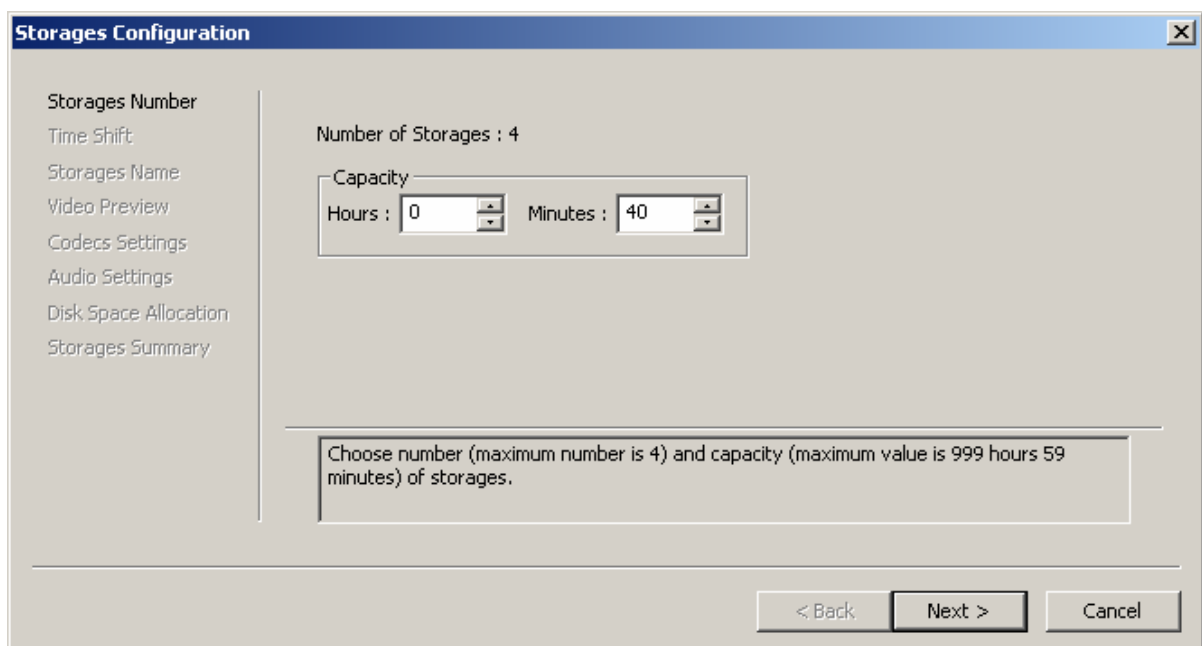 Storages Configuration
Storages Number
Time Shift
Storages Name
Video Preview
Codecs Settings
Audio Settings
Disk Space Allocation
Storages Summary
Number of Storages : 4
Capacity
Hours : 0 Minutes : 40
Choose number (maximum number is 4) and capacity (maximum value is 999 hours 59
minutes) of storages.
< Back Next > Cancel